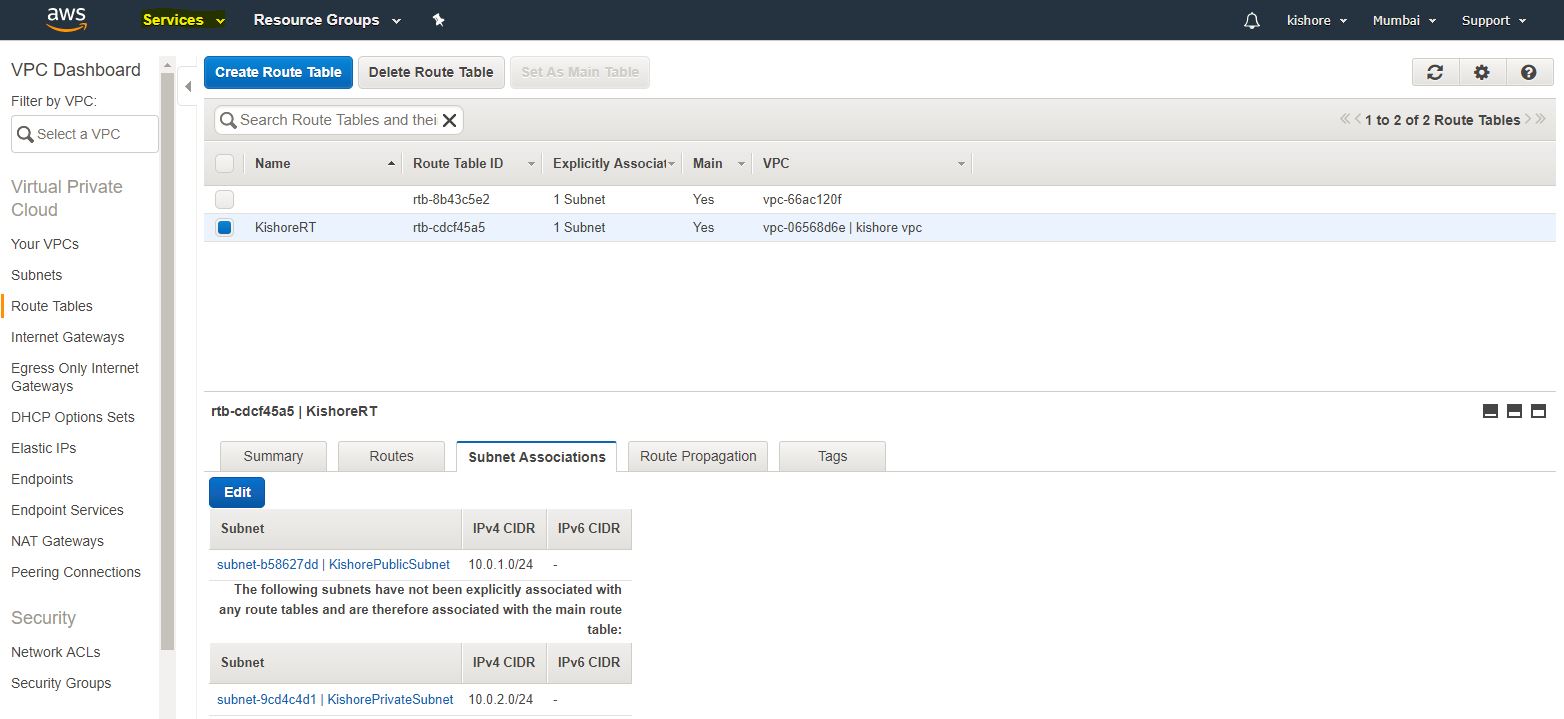 aws Services Resource Groups kishore Mumbai Support
VPC Dashboard
Filter by VPC:
Select a VPC
Virtual Private
Cloud
Your VPCs
Subnets
Route Tables
Internet Gateways
Egress Only Internet
Gateways
DHCP Options Sets
Elastic IPs
Endpoints
Endpoint Services
NAT Gateways
Peering Connections
Security
Network ACLs
Security Groups
Create Route Table Delete Route Table Set As Main Table
Search Route Tables and thei
1 to 2 of 2 Route Tables
Name Route Table ID Explicitly Associat Main VPC
rtb-8b43c5e2 1 Subnet Yes vpc-66ac120f
KishoreRT rtb-cdcf45a5 1 Subnet Yes vpc-06568d6e | kishore vpc
rtb-cdcf45a5 | KishoreRT
Summary Routes Subnet Associations Route Propagation Tags
Edit
Subnet IPv4 CIDR IPv6 CIDR
subnet-b58627dd | KishorePublicSubnet 10.0.1.0/24 -
The following subnets have not been explicitly associated with
any route tables and are therefore associated with the main route
table:
Subnet IPv4 CIDR IPv6 CIDR
subnet-9cd4c4d1 | KishorePrivateSubnet 10.0.2.0/24 -